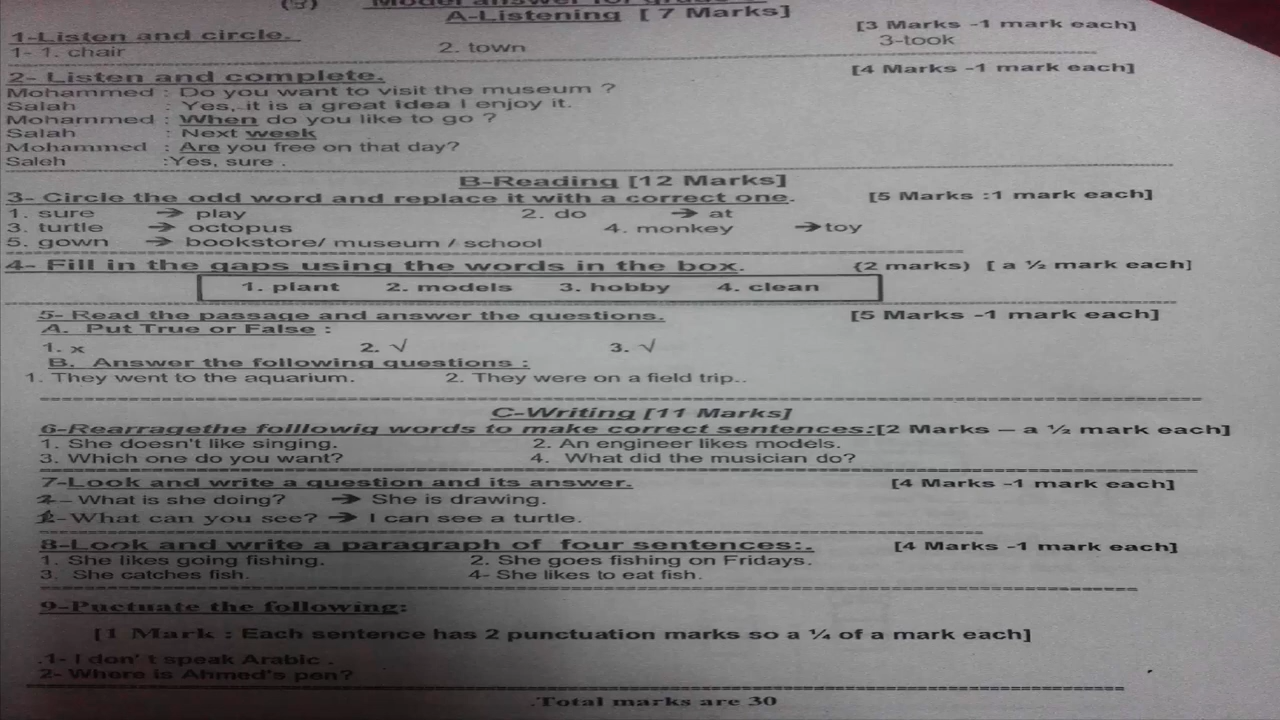 (3) Model answer for grade
A-Listening [ 7 Marks]
1-Listen and circle. [3 Marks -1 mark each]
1- 1. chair 2. town 3-took
2- Listen and complete. [4 Marks -1 mark each]
Mohammed : Do you want to visit the museum ?
Salah : Yes, it is a great idea I enjoy it.
Mohammed : When do you like to go ?
Salah : Next week
Mohammed : Are you free on that day?
Saleh :Yes, sure .
B-Reading [12 Marks]
3- Circle the odd word and replace it with a correct one. [5 Marks :1 mark each]
1. sure → play 2. do → at
3. turtle → octopus 4. monkey →toy
5. gown → bookstore/ museum / school
4- Fill in the gaps using the words in the box. (2 marks) [ a ½ mark each]
1. plant 2. models 3. hobby 4. clean
5- Read the passage and answer the questions. [5 Marks -1 mark each]
A. Put True or False :
1. x 2. √ 3. √
B. Answer the following questions :
1. They went to the aquarium. 2. They were on a field trip..
C-Writing [11 Marks]
6-Rearragethe folllowig words to make correct sentences:[2 Marks – a ½ mark each]
1. She doesn't like singing. 2. An engineer likes models.
3. Which one do you want? 4. What did the musician do?
7-Look and write a question and its answer. [4 Marks -1 mark each]
2 – What is she doing? → She is drawing.
1-What can you see? → I can see a turtle.
8-Look and write a paragraph of four sentences:. [4 Marks -1 mark each]
1. She likes going fishing. 2. She goes fishing on Fridays.
3. She catches fish. 4- She likes to eat fish.
9-Puctuate the following:
[1 Mark : Each sentence has 2 punctuation marks so a ¼ of a mark each]
.1- I don' t speak Arabic .
2- Where is Ahmed's pen?
.Total marks are 30